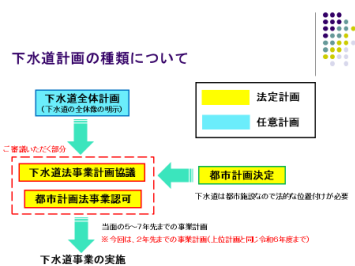 下水道計画の種類について
下水道全体計画
(下水道の全体像の明示)
法定計画
任意計画
ご審議いただく部分
下水道法事業計画協議
都市計画法事業認可
都市計画決定
下水道は都市施設なので法的な位置付けが必要
当面の5~7年先までの事業計画
※今回は、2年先までの事業計画(上位計画と同じ令和6年度まで)
下水道事業の実施